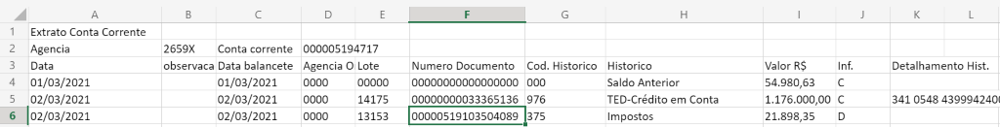 A B C D E F G H I J K L
1 Extrato Conta Corrente
2 Agencia 2659X Conta corrente 000005194717
3 Data observaca Data balancete Agencia O Lote Numero Documento Cod. Historico Historico Valor R$ Inf. Detalhamento Hist.
4 01/03/2021 01/03/2021 0000 00000 00000000000000000 000 Saldo Anterior 54.980,63 C
5 02/03/2021 02/03/2021 0000 14175 00000000033365136 976 TED-Crédito em Conta 1.176.000,00 C 341 0548 4399942400
6 02/03/2021 02/03/2021 0000 13153 00000519103504089 375 Impostos 21.898,35 D